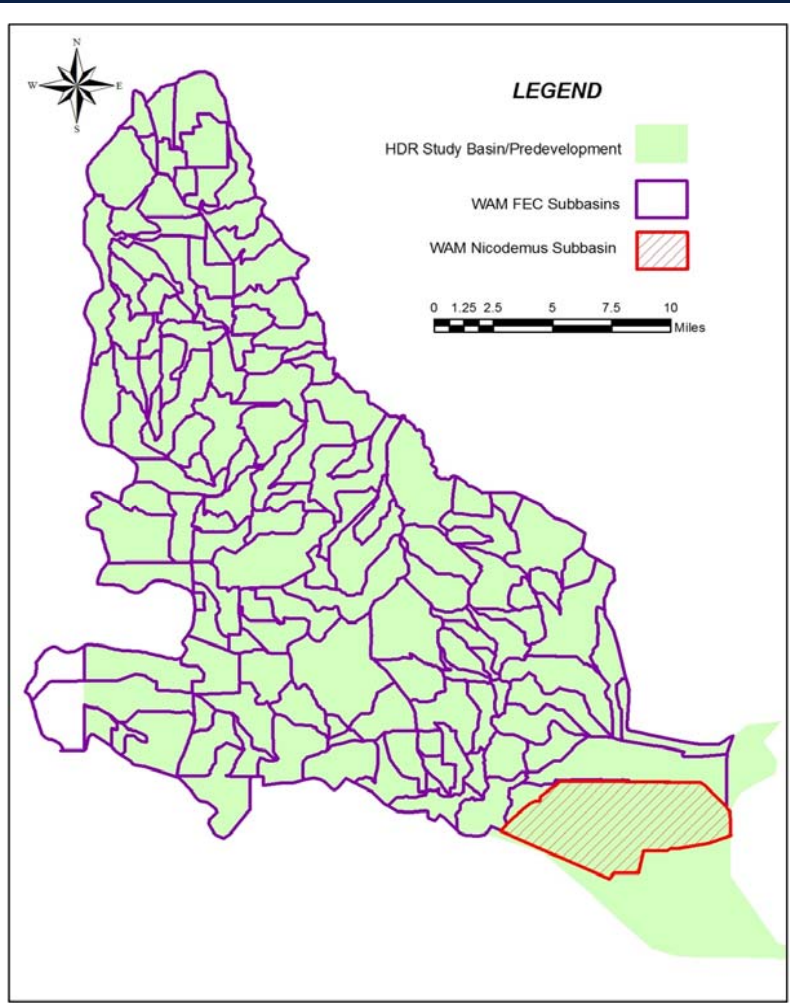 N
W E
S
LEGEND
HDR Study Basin/Predevelopment
WAM FEC Subbasins
WAM Nicodemus Subbasin
0 1.25 2.5 5 7.5 10
Miles